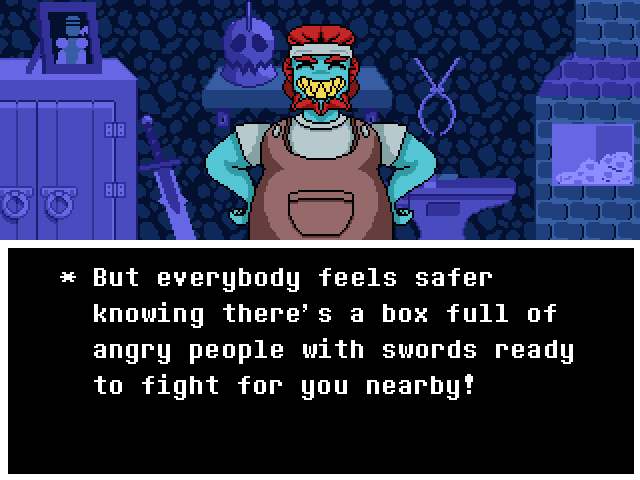 * But everybody feels safer
knowing there's a box full of
angry people with swords ready
to fight for you nearby!